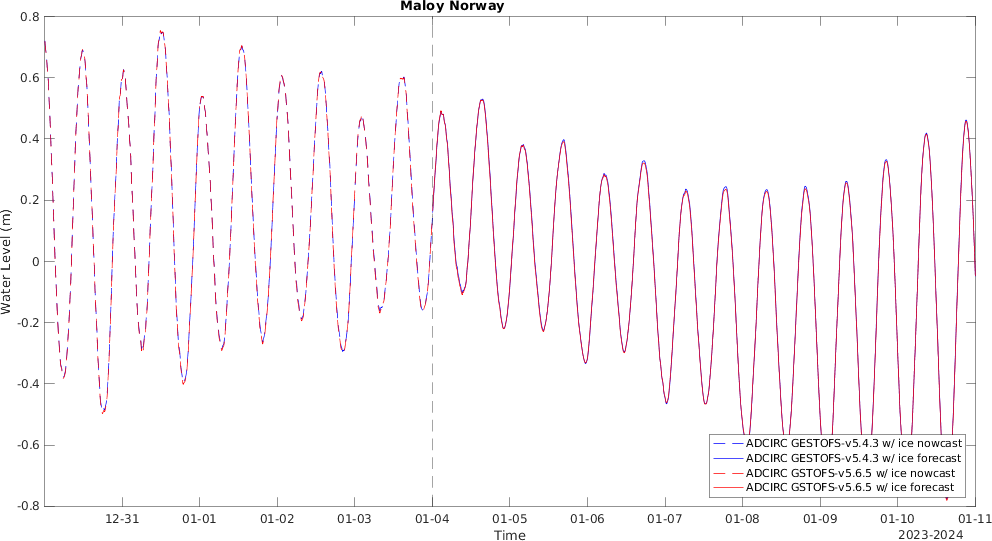 Maloy Norway
Water Level (m)
0.8
0.6
0.4
0.2
0
-0.2
-0.4
-0.6
-0.8
ADCIRC GESTOFS-v5.4.3 w/ ice nowcast
ADCIRC GESTOFS-v5.4.3 w/ ice forecast
ADCIRC GSTOFS-v5.6.5 w/ ice nowcast
ADCIRC GSTOFS-v5.6.5 w/ ice forecast
12-31 01-01 01-02 01-03 01-04 01-05 01-06 01-07 01-08 01-09 01-10 01-11
Time
2023-2024